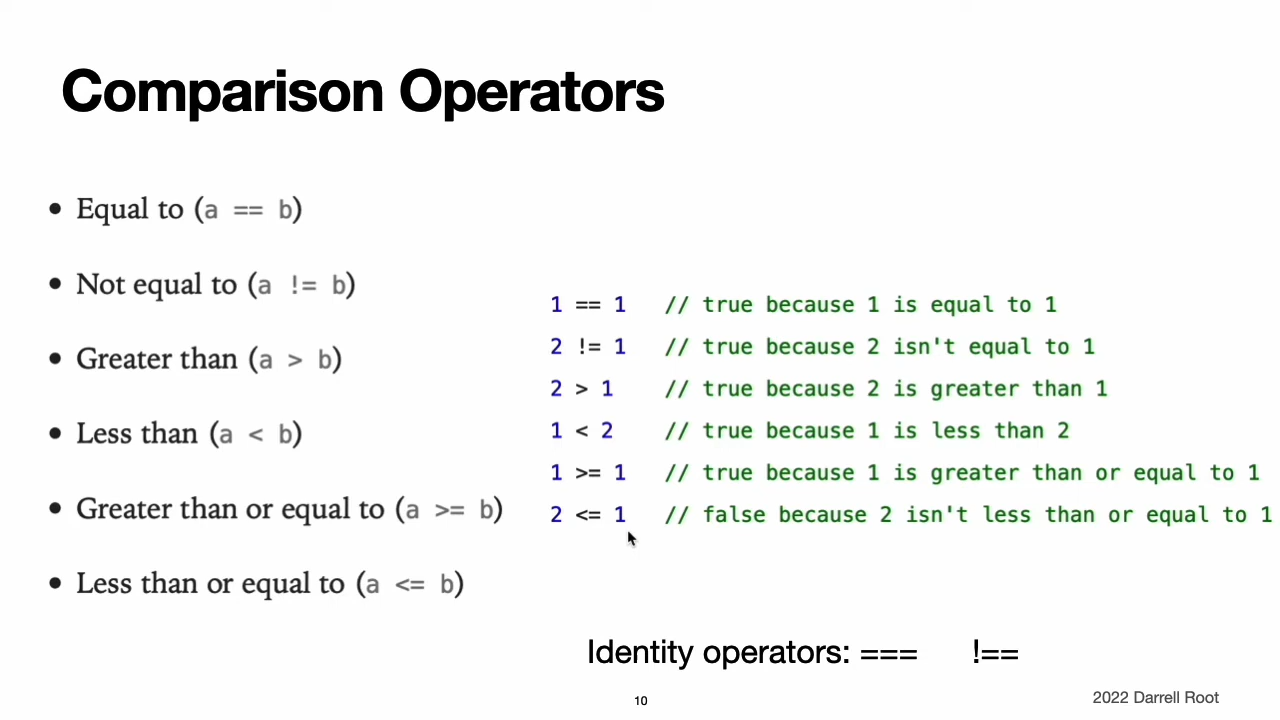 Comparison Operators
• Equal to (a == b)
• Not equal to (a != b)
• Greater than (a > b)
• Less than (a < b)
• Greater than or equal to (a >= b)
• Less than or equal to (a <= b)
1 == 1   // true because 1 is equal to 1
2 != 1   // true because 2 isn't equal to 1
2 > 1    // true because 2 is greater than 1
1 < 2    // true because 1 is less than 2
1 >= 1   // true because 1 is greater than or equal to 1
2 <= 1   // false because 2 isn't less than or equal to 1
Identity operators: ===   !==
10
2022 Darrell Root